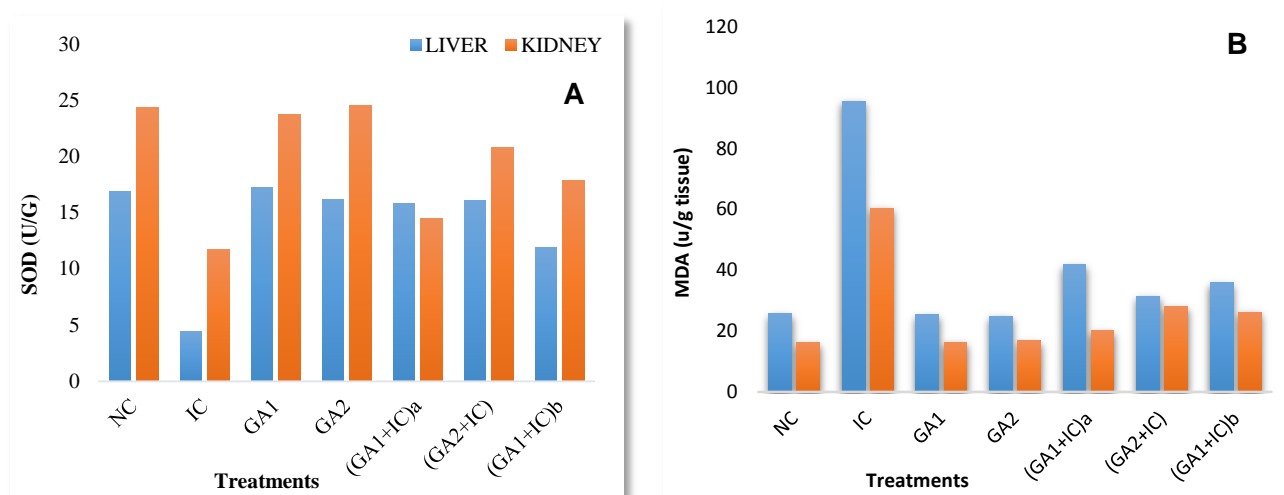 30
25
20
15
10
5
0
SOD (U/G)
LIVER KIDNEY
A
NC IC GA1 GA2 (GA1+IC)a (GA2+IC) (GA1+IC)b
Treatments
120
100
80
60
40
20
0
MDA (u/g tissue)
B
NC IC GA1 GA2 (GA1+IC)a (GA2+IC) (GA1+IC)b
Treatments